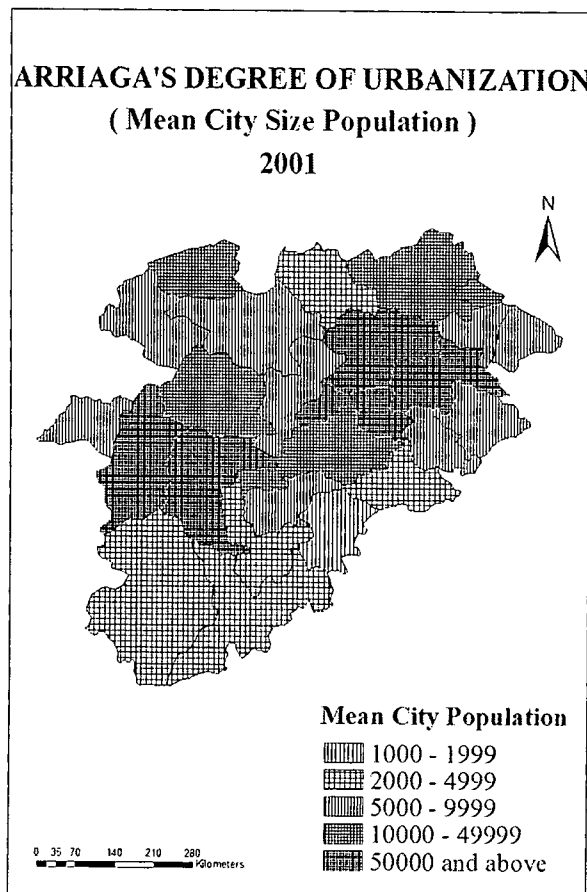 ARRIAGA'S DEGREE OF URBANIZATION
( Mean City Size Population )
2001
N
Mean City Population
1000 - 1999
2000 - 4999
5000 - 9999
10000 - 49999
50000 and above
0 35 70 140 210 280
Kilometers